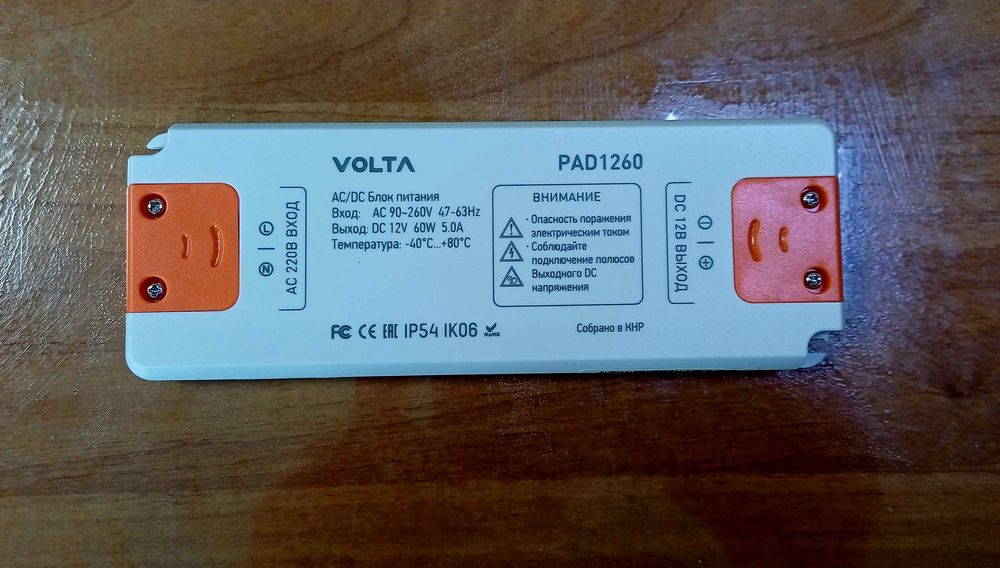 VOLTA
PAD1260
AC/DC Блок питания
Вход: AC 90~260V 47-63Hz
Выход: DC 12V 60W 5.0A
Температура: -40°C...+80°C
AC 220В ВХОД
N L
ВНИМАНИЕ
· Опасность поражения
электрическим током
· Соблюдайте
подключение полюсов
Выходного DC
напряжения
DC 12В ВЫХОД
FC CE EAC IP54 IK06 RoHS
Собрано в КНР